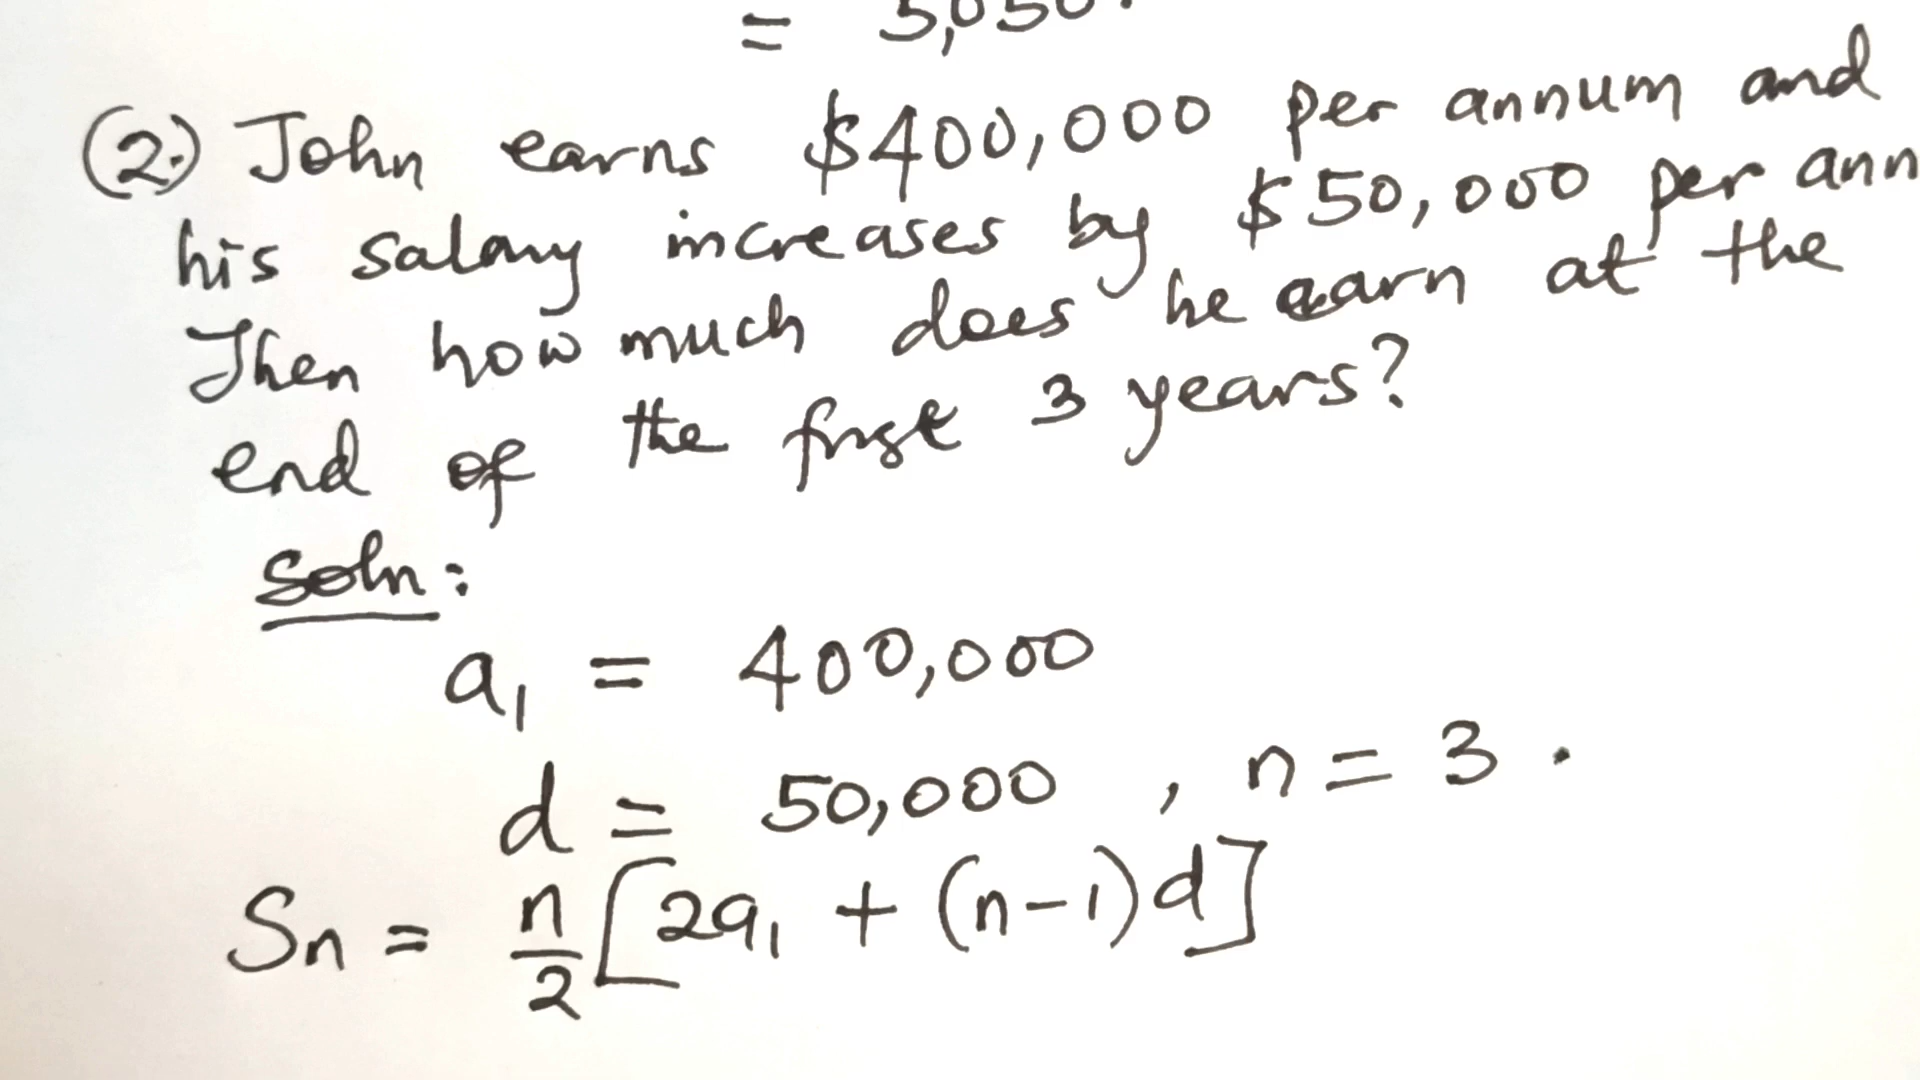 = 5,050.
(2.) John earns $400,000 per annum and
his salary increases by $50,000 per ann
Then how much does he earn at the
end of the first 3 years?
Soln:
a₁ = 400,000
d = 50,000 , n = 3 .
Sn = n/2 [2a₁ + (n-1)d]